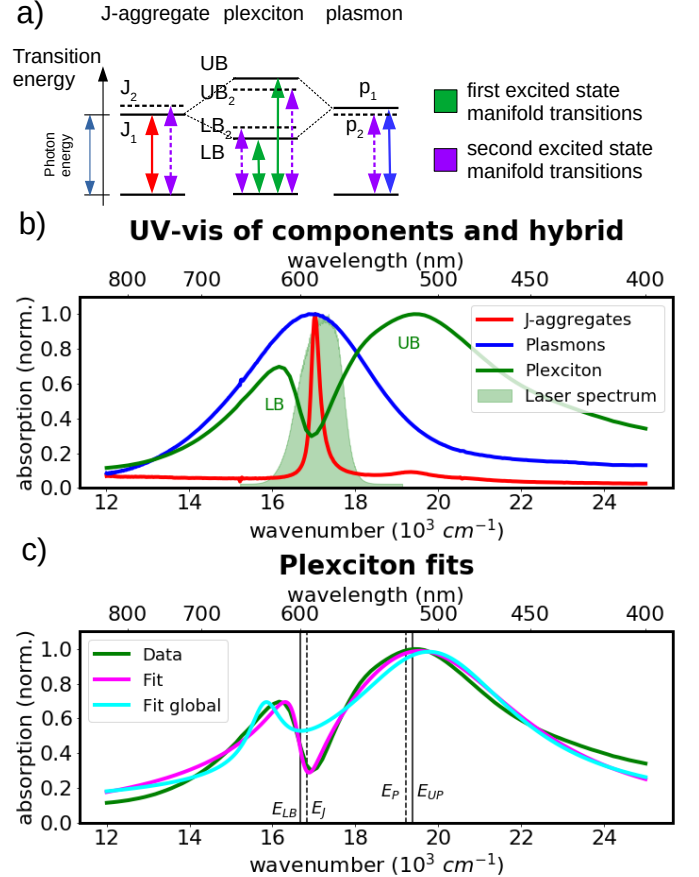 a)
J-aggregate plexciton plasmon
Transition
energy
Photon
energy
J2
J1
UB
UB2
LB2
LB
p1
p2
first excited state
manifold transitions
second excited state
manifold transitions
b)
UV-vis of components and hybrid
wavelength (nm)
800 700 600 500 450 400
absorption (norm.)
1.0
0.8
0.6
0.4
0.2
0.0
LB
UB
J-aggregates
Plasmons
Plexciton
Laser spectrum
12 14 16 18 20 22 24
wavenumber (10³ cm⁻¹)
c)
Plexciton fits
wavelength (nm)
800 700 600 500 450 400
absorption (norm.)
1.0
0.8
0.6
0.4
0.2
0.0
Data
Fit
Fit global
E_LB E_J E_P E_UP
12 14 16 18 20 22 24
wavenumber (10³ cm⁻¹)